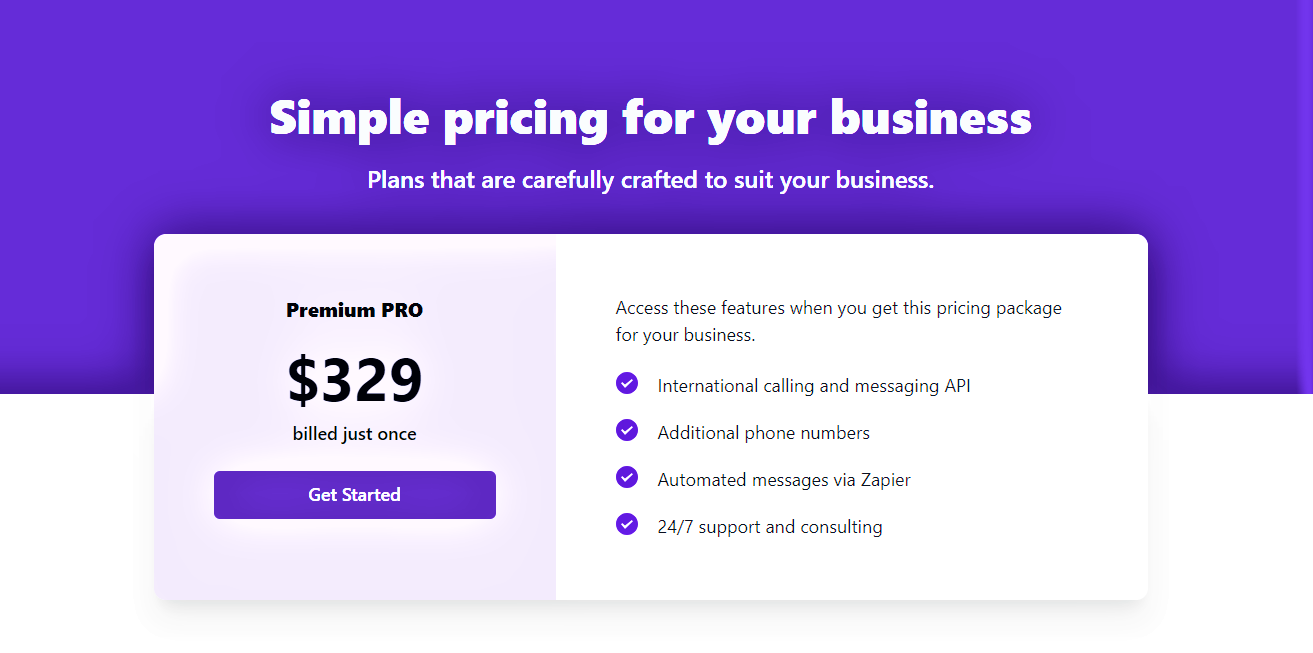 Simple pricing for your business
Plans that are carefully crafted to suit your business.
Premium PRO
$329
billed just once
Get Started
Access these features when you get this pricing package
for your business.
International calling and messaging API
Additional phone numbers
Automated messages via Zapier
24/7 support and consulting